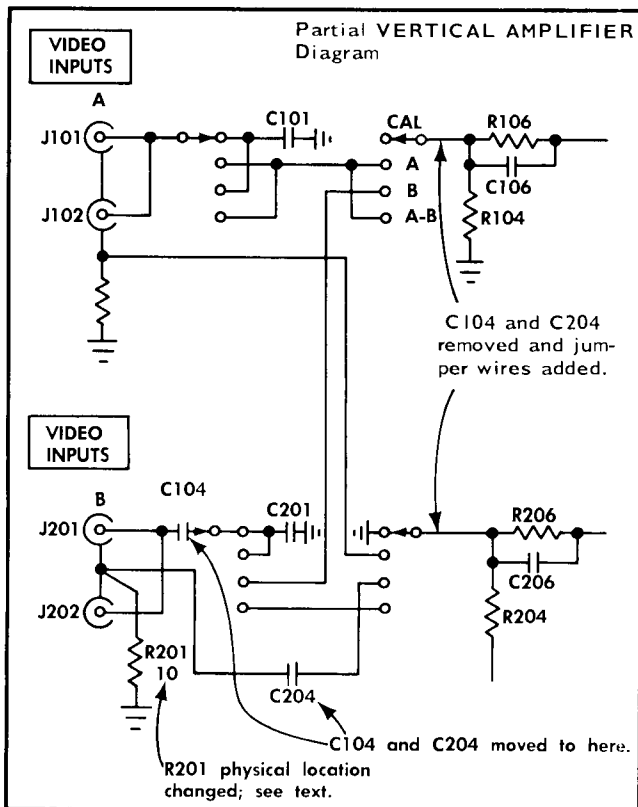 Partial VERTICAL AMPLIFIER
Diagram
VIDEO
INPUTS
A
J101
C101
CAL
R106
A
C106
B
J102
A-B
R104
C104 and C204
removed and jum-
per wires added.
VIDEO
INPUTS
B
C104
J201
C201
R206
C206
J202
R204
R201
10
C204
C104 and C204 moved to here.
R201 physical location
changed; see text.